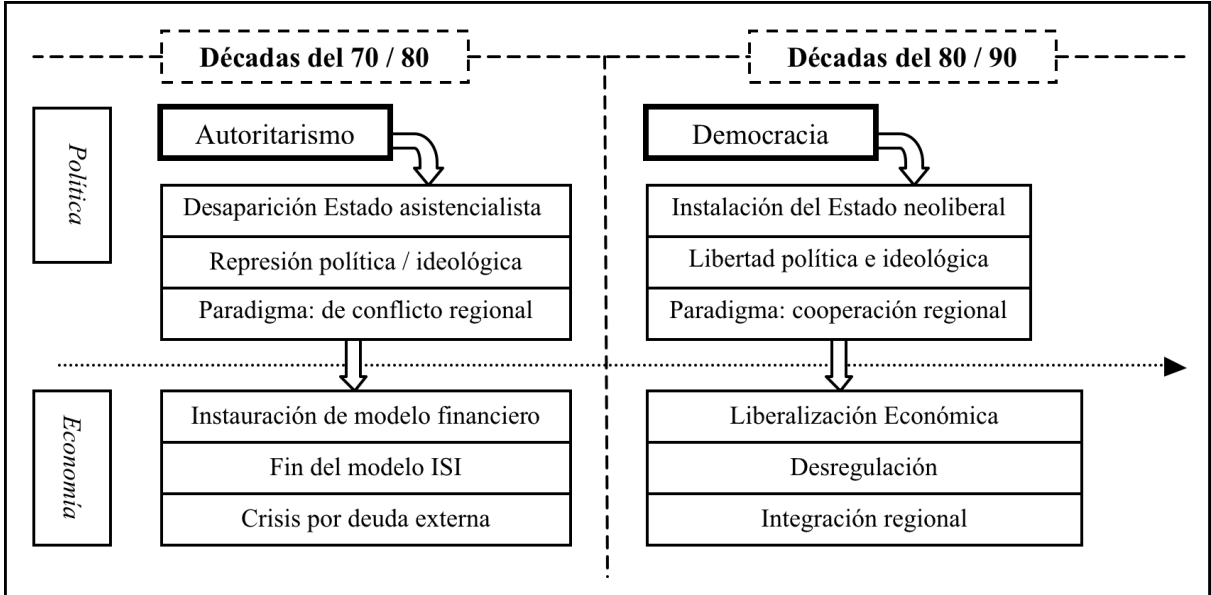 Décadas del 70 / 80
Décadas del 80 / 90
Política
Autoritarismo
Desaparición Estado asistencialista
Represión política / ideológica
Paradigma: de conflicto regional
Democracia
Instalación del Estado neoliberal
Libertad política e ideológica
Paradigma: cooperación regional
Economía
Instauración de modelo financiero
Fin del modelo ISI
Crisis por deuda externa
Liberalización Económica
Desregulación
Integración regional